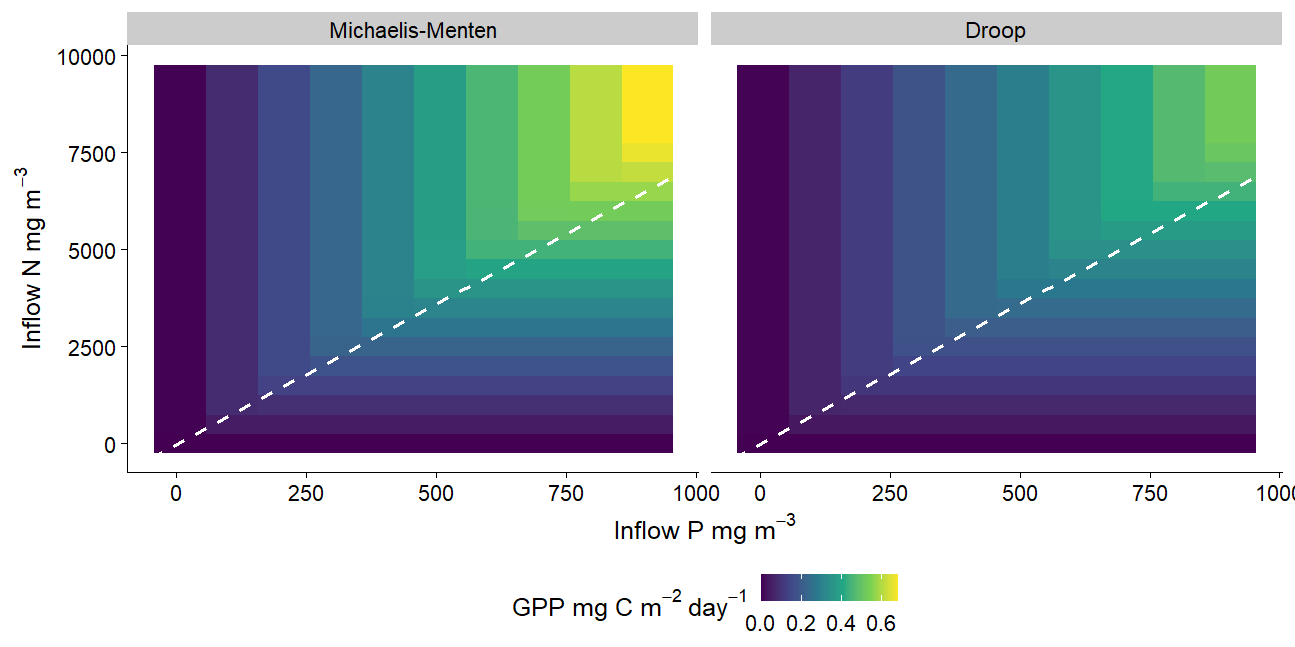 Michaelis-Menten Droop
10000
7500
5000
2500
0
Inflow N mg m⁻³
0 250 500 750 1000 0 250 500 750 1000
Inflow P mg m⁻³
GPP mg C m⁻² day⁻¹
0.0 0.2 0.4 0.6